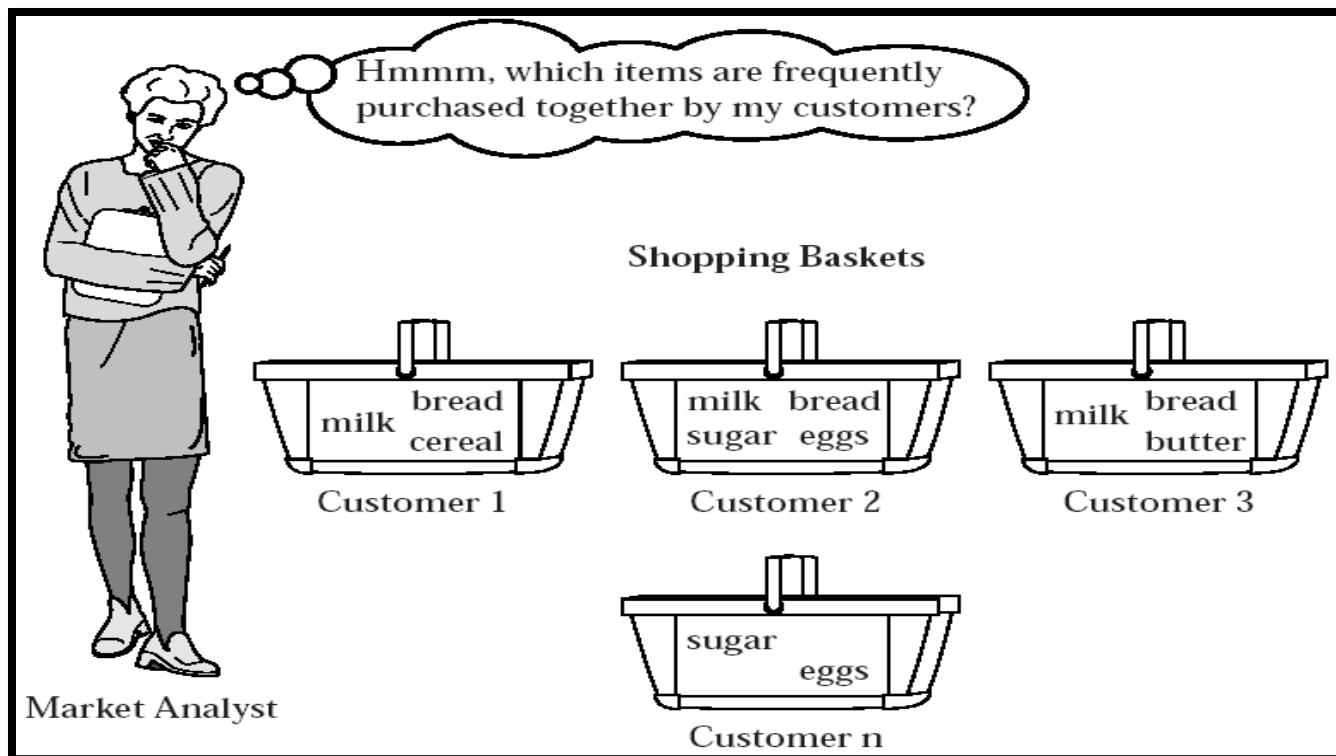 Hmmm, which items are frequently
purchased together by my customers?
Shopping Baskets
milk bread
cereal
Customer 1
milk bread
sugar eggs
Customer 2
milk bread
butter
Customer 3
sugar
eggs
Customer n
Market Analyst